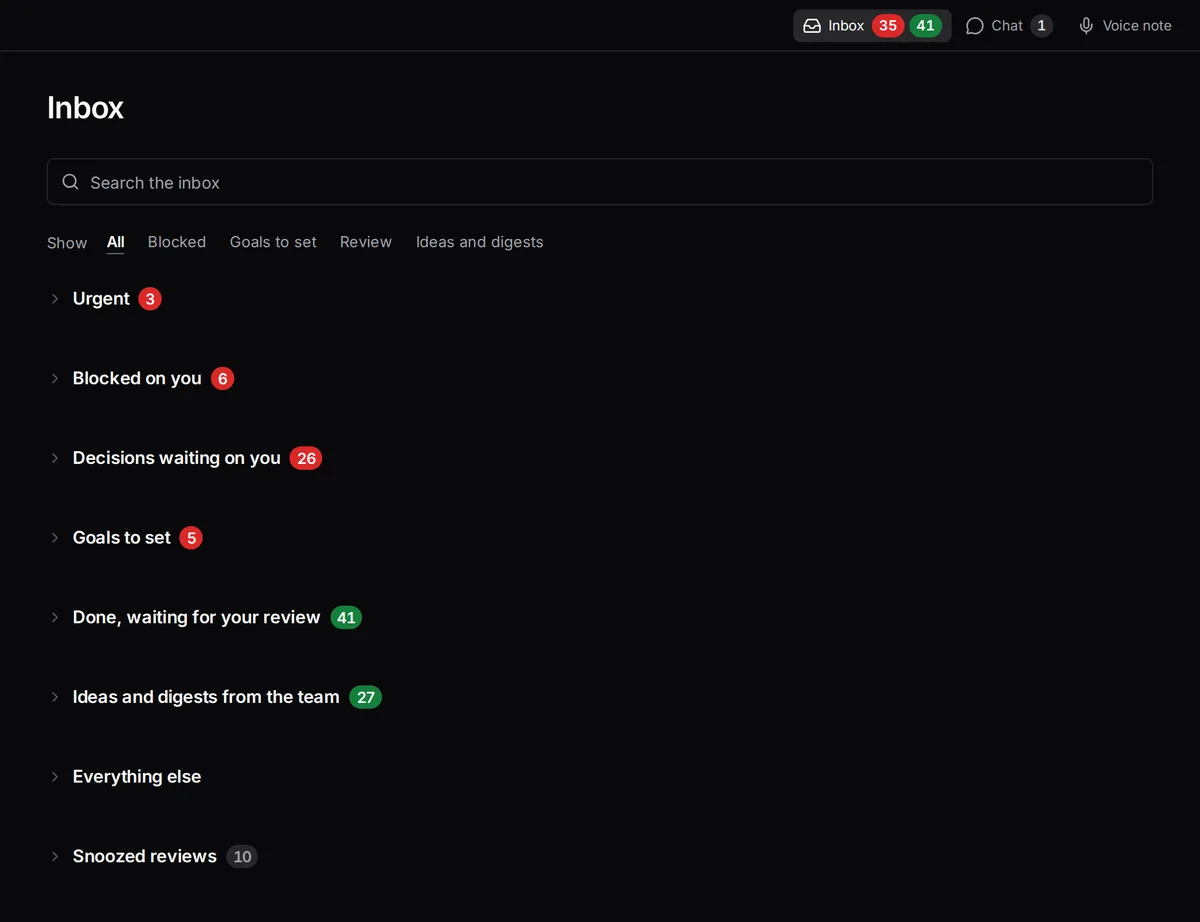 Inbox 35 41 Chat 1 Voice note
Inbox
Search the inbox
Show All Blocked Goals to set Review Ideas and digests
Urgent 3
Blocked on you 6
Decisions waiting on you 26
Goals to set 5
Done, waiting for your review 41
Ideas and digests from the team 27
Everything else
Snoozed reviews 10